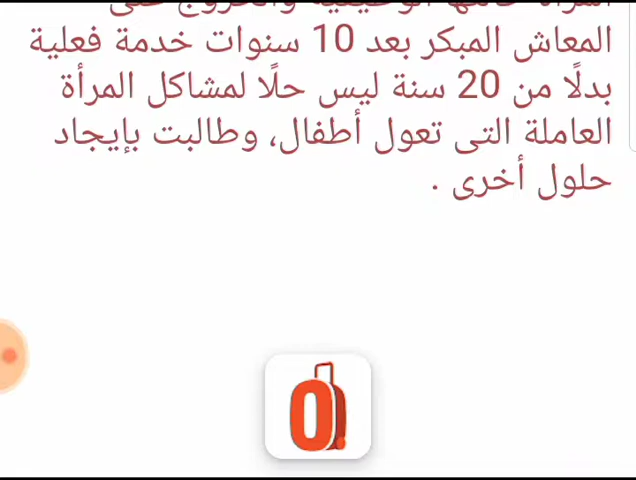 المعاش المبكر بعد 10 سنوات خدمة فعلية
بدلًا من 20 سنة ليس حلًا لمشاكل المرأة
العاملة التى تعول أطفال، وطالبت بإيجاد
حلول أخرى .